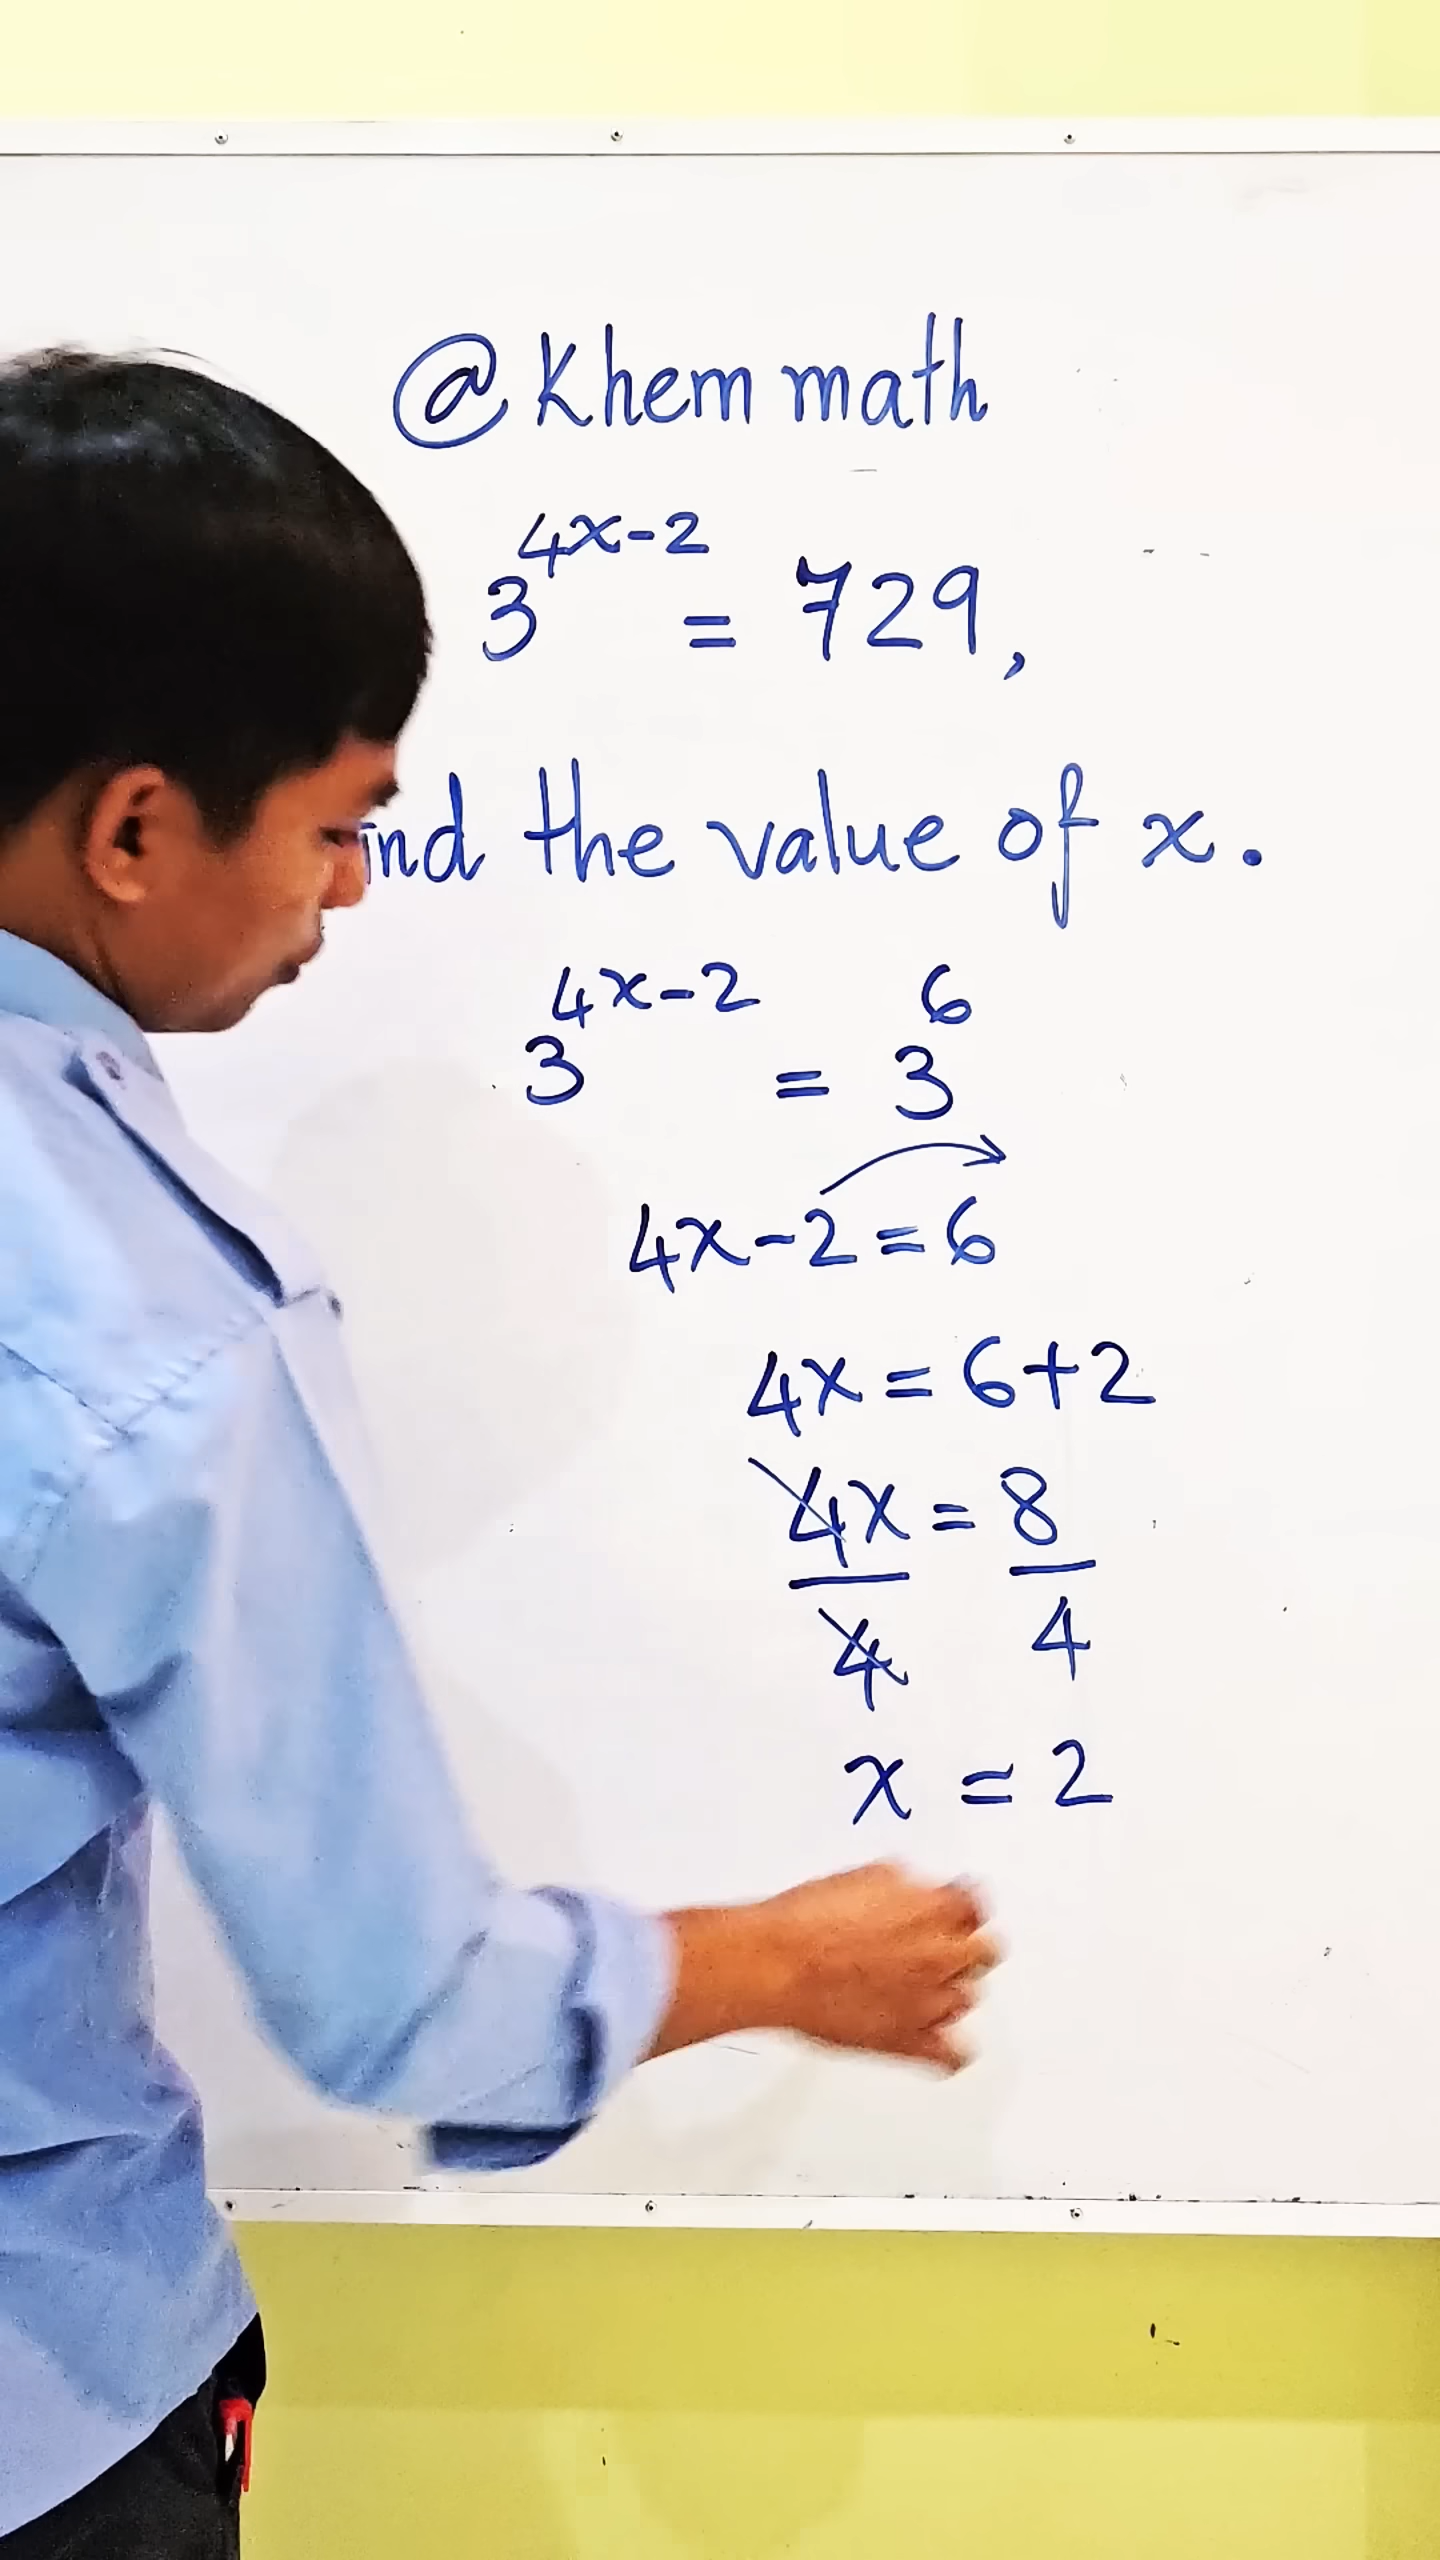 @Khem math
3^{4x-2} = 729,
ind the value of x.
3^{4x-2} = 3^6
4x-2=6
4x=6+2
4x/4 = 8/4
x = 2